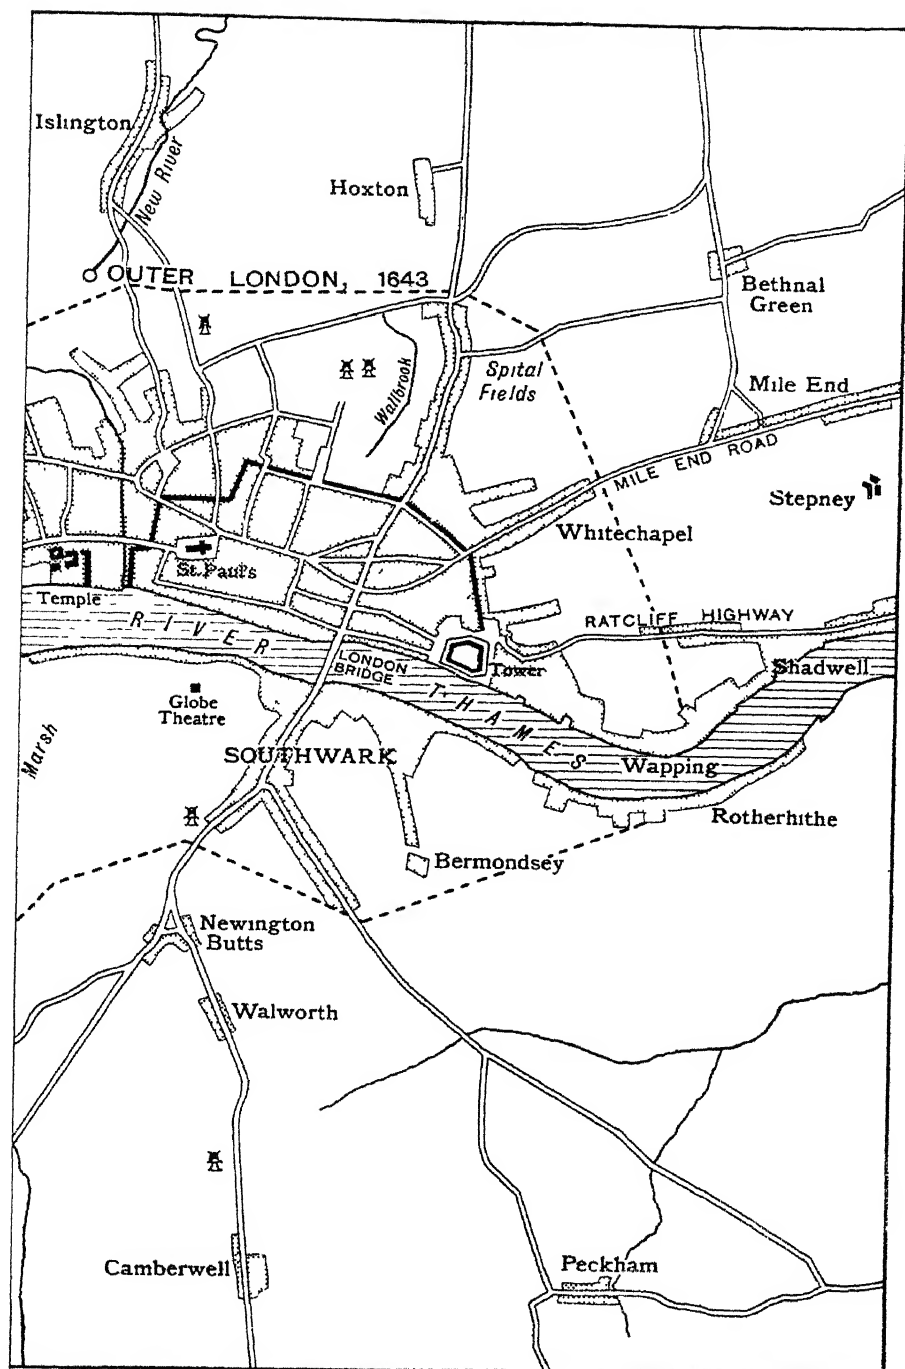 Islington
New River
Hoxton
OUTER LONDON, 1643
Bethnal
Green
Wallbrook
Spital
Fields
Mile End
MILE END ROAD
Stepney
Whitechapel
St. Paul's
Temple
RATCLIFF HIGHWAY
RIVER THAMES
LONDON
BRIDGE
Tower
Shadwell
Globe
Theatre
Marsh
SOUTHWARK
Wapping
Rotherhithe
Bermondsey
Newington
Butts
Walworth
Camberwell
Peckham